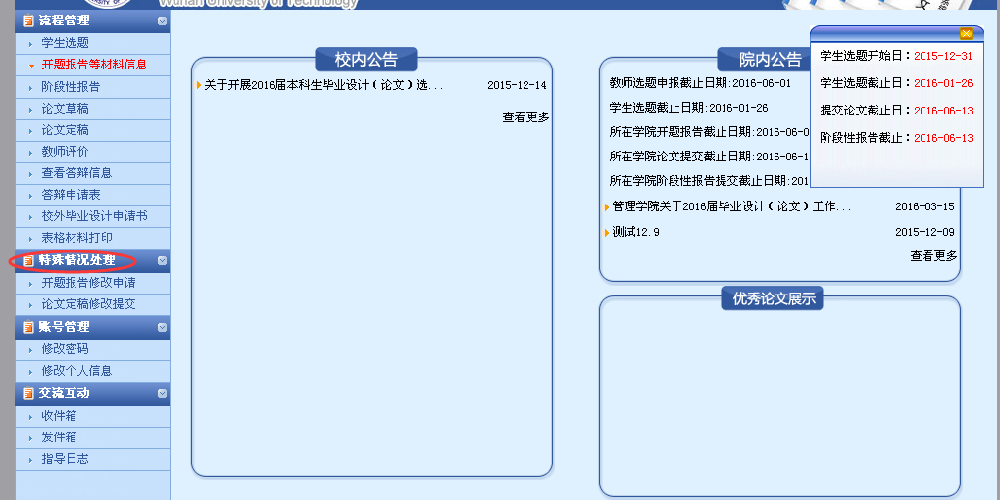 Wuhan University of Technology
流程管理
学生选题
开题报告等材料信息
阶段性报告
论文草稿
论文定稿
教师评价
查看答辩信息
答辩申请表
校外毕业设计申请书
表格材料打印
特殊情况处理
开题报告修改申请
论文定稿修改提交
账号管理
修改密码
修改个人信息
交流互动
收件箱
发件箱
指导日志
校内公告
关于开展2016届本科生毕业设计(论文)选... 2015-12-14
查看更多
院内公告
教师选题申报截止日期:2016-06-01
学生选题截止日期:2016-01-26
所在学院开题报告截止日期:2016-06-0
所在学院论文提交截止日期:2016-06-1
所在学院阶段性报告提交截止日期:201
管理学院关于2016届毕业设计(论文)工作... 2016-03-15
测试12.9 2015-12-09
查看更多
优秀论文展示
学生选题开始日:2015-12-31
学生选题截止日:2016-01-26
提交论文截止日:2016-06-13
阶段性报告截止:2016-06-13